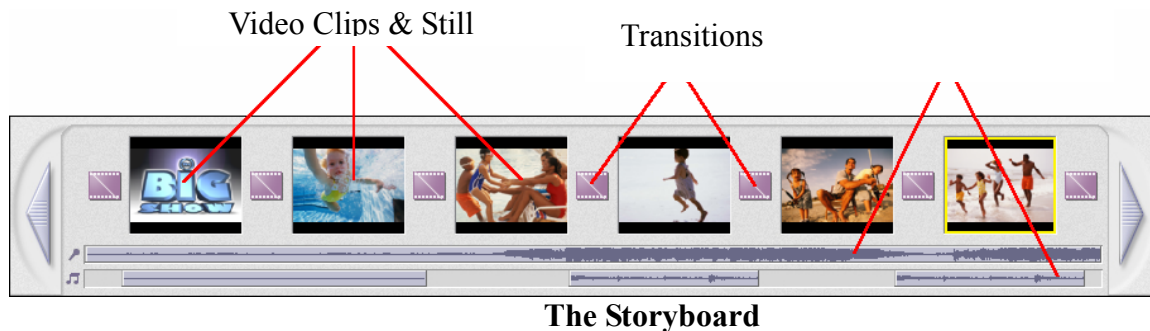 Video Clips & Still
Transitions
BiG
SHOW
The Storyboard